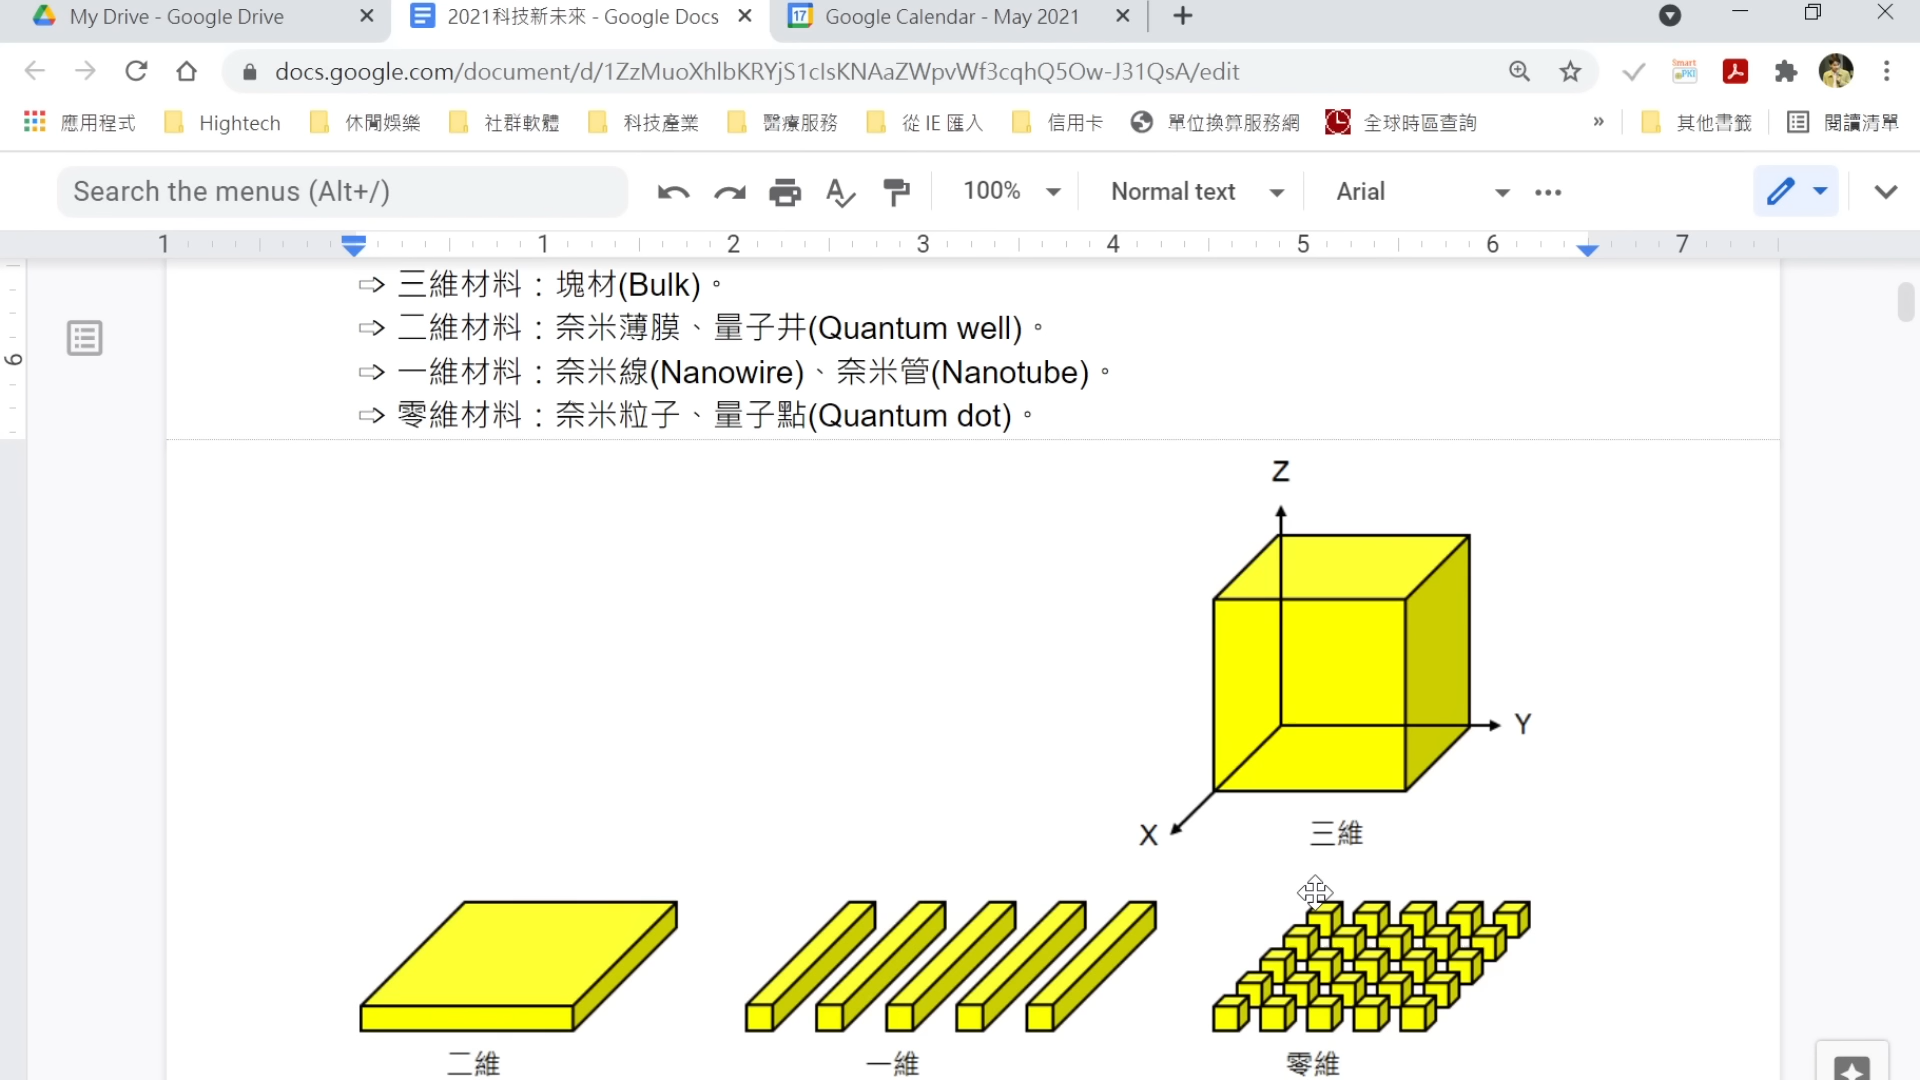 My Drive - Google Drive
2021科技新未來 - Google Docs
17
Google Calendar - May 2021
docs.google.com/document/d/1ZzMuoXhlbKRYjS1cIsKNAaZWpvWf3cqhQ5Ow-J31QsA/edit
Smart PKI
應用程式
Hightech
休閒娛樂
社群軟體
科技產業
醫療服務
從 IE 匯入
信用卡
單位換算服務網
全球時區查詢
»
其他書籤
閱讀清單
Search the menus (Alt+/)
100%
Normal text
Arial
1 1 2 3 4 5 6 7
6
⇨ 三維材料：塊材(Bulk)。
⇨ 二維材料：奈米薄膜、量子井(Quantum well)。
⇨ 一維材料：奈米線(Nanowire)、奈米管(Nanotube)。
⇨ 零維材料：奈米粒子、量子點(Quantum dot)。
Z
Y
X
三維
二維
一維
零維